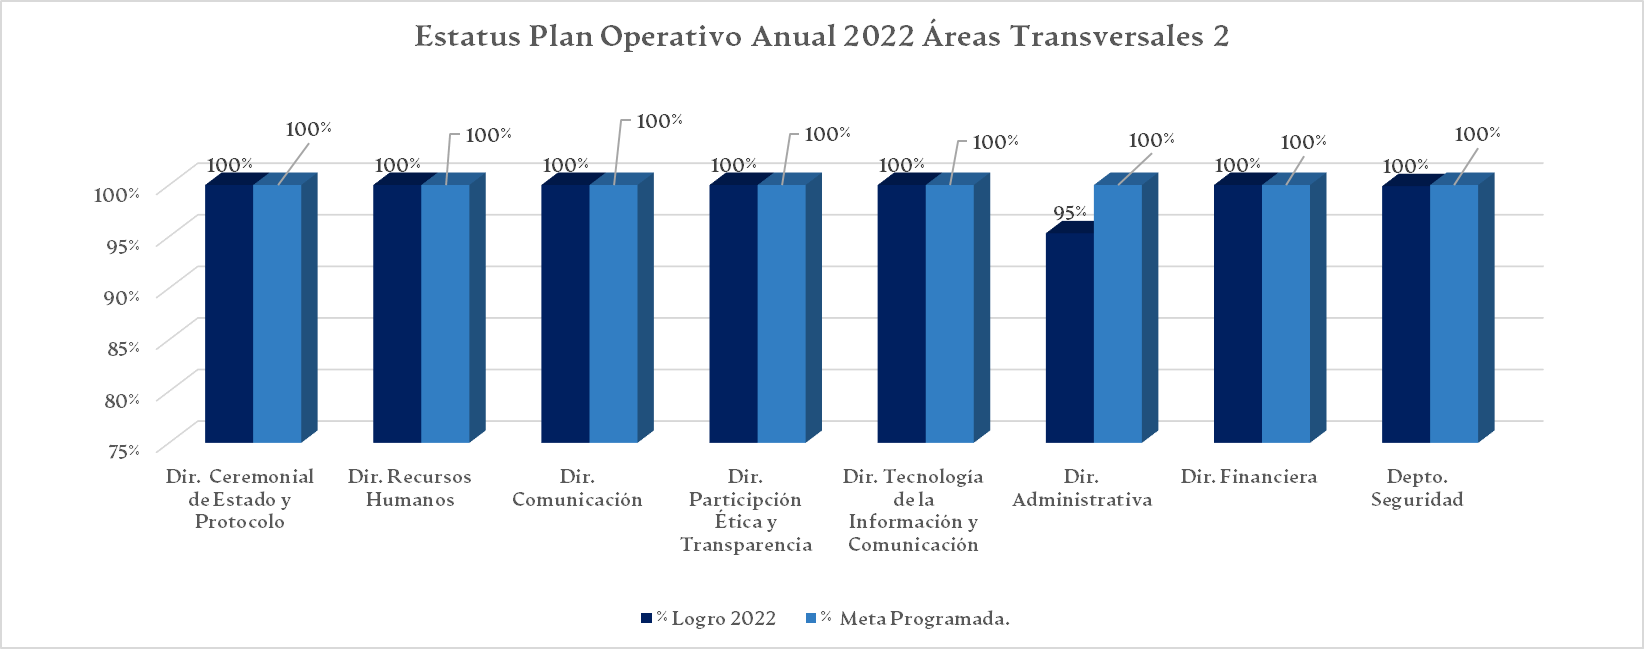 Estatus Plan Operativo Anual 2022 Áreas Transversales 2
100% 100% 100% 100% 100% 100% 100% 100%
100% 100% 100% 100% 100% 95% 100% 100%
100%
95%
90%
85%
80%
75%
Dir. Ceremonial
de Estado y
Protocolo
Dir. Recursos
Humanos
Dir.
Comunicación
Dir.
Participción
Ética y
Transparencia
Dir. Tecnología
de la
Información y
Comunicación
Dir.
Administrativa
Dir. Financiera
Depto.
Seguridad
% Logro 2022
% Meta Programada.